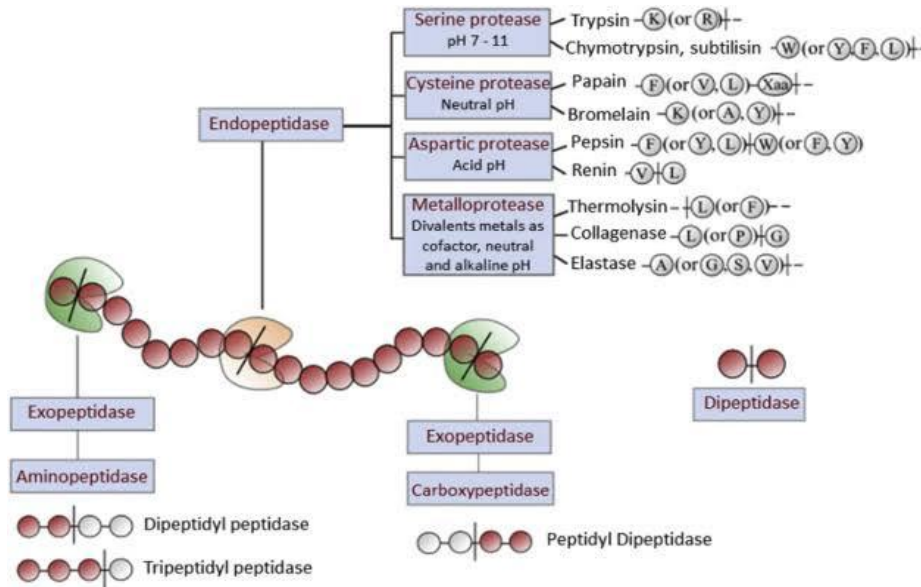 Serine protease
pH 7 - 11
Trypsin K (or R)
Chymotrypsin, subtilisin W (or Y, F, L)
Cysteine protease
Neutral pH
Papain F (or V, L) Xaa
Bromelain K (or A, Y)
Endopeptidase
Aspartic protease
Acid pH
Pepsin F (or Y, L) W (or F, Y)
Renin V L
Metalloprotease
Divalents metals as
cofactor, neutral
and alkaline pH
Thermolysin L (or F)
Collagenase L (or P) G
Elastase A (or G, S, V)
Exopeptidase
Aminopeptidase
Dipeptidyl peptidase
Tripeptidyl peptidase
Exopeptidase
Carboxypeptidase
Peptidyl Dipeptidase
Dipeptidase